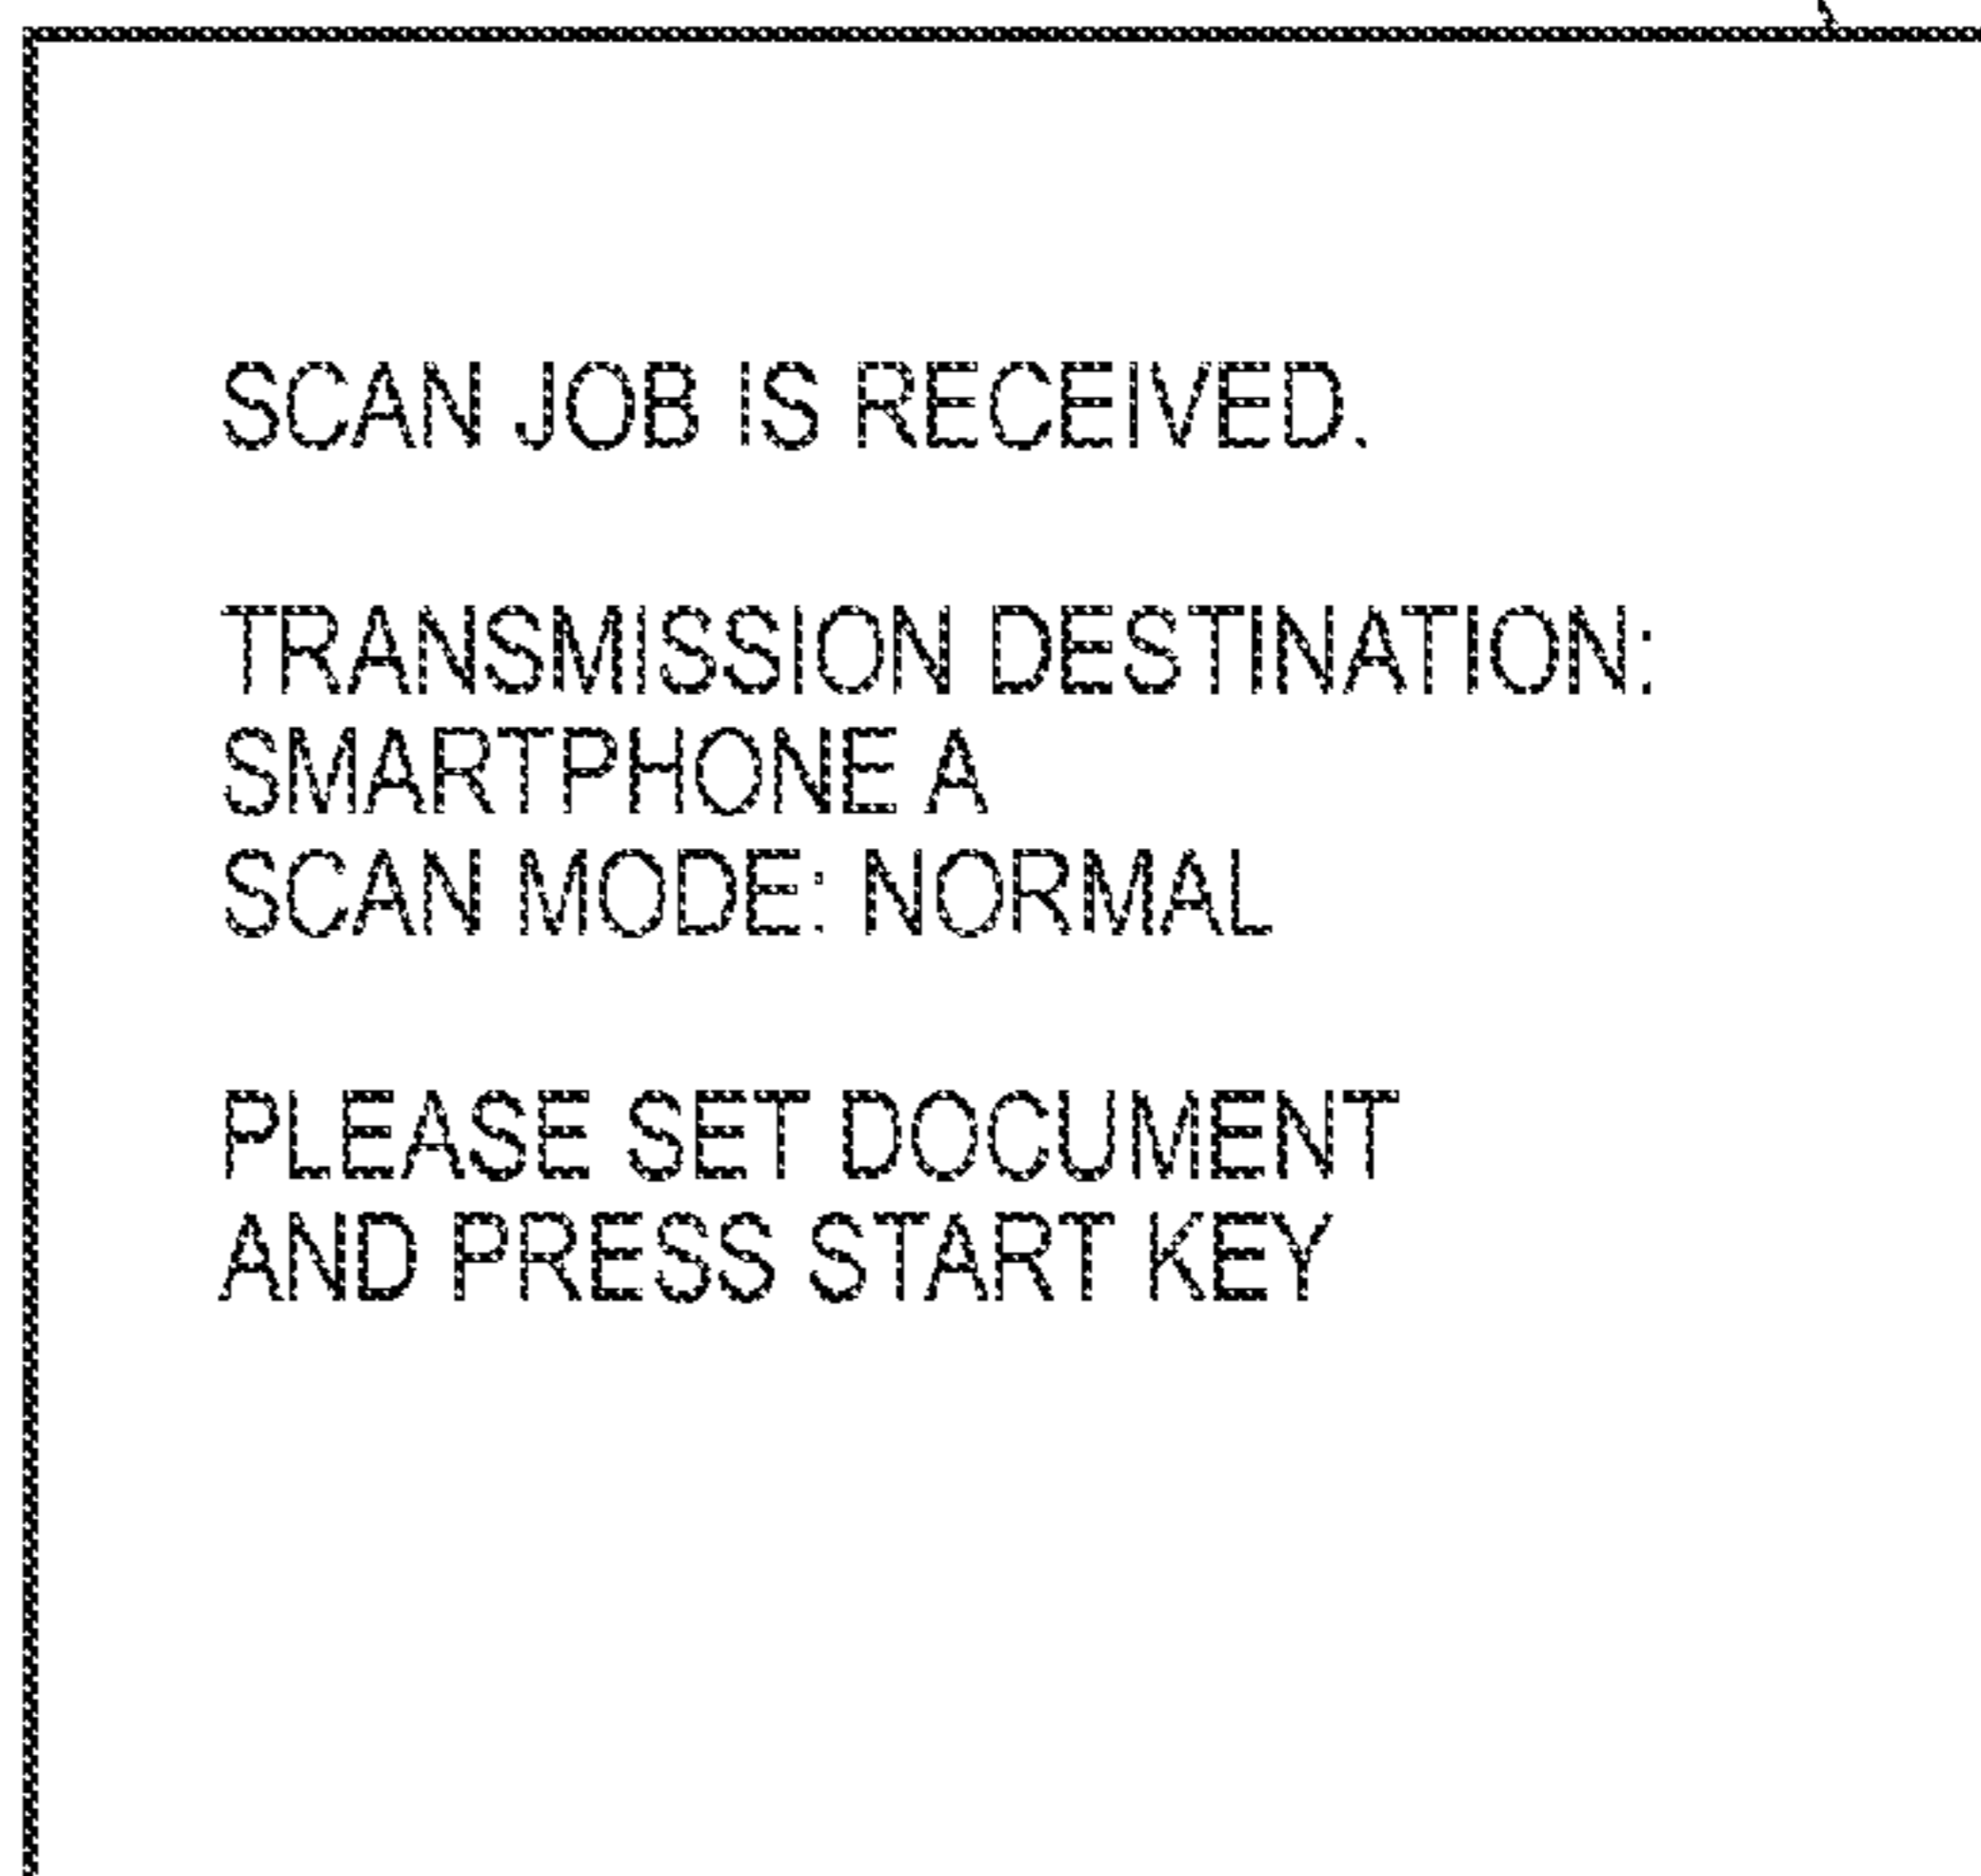 SCAN JOB IS RECEIVED.
TRANSMISSION DESTINATION:
SMARTPHONE A
SCAN MODE: NORMAL
PLEASE SET DOCUMENT
AND PRESS START KEY